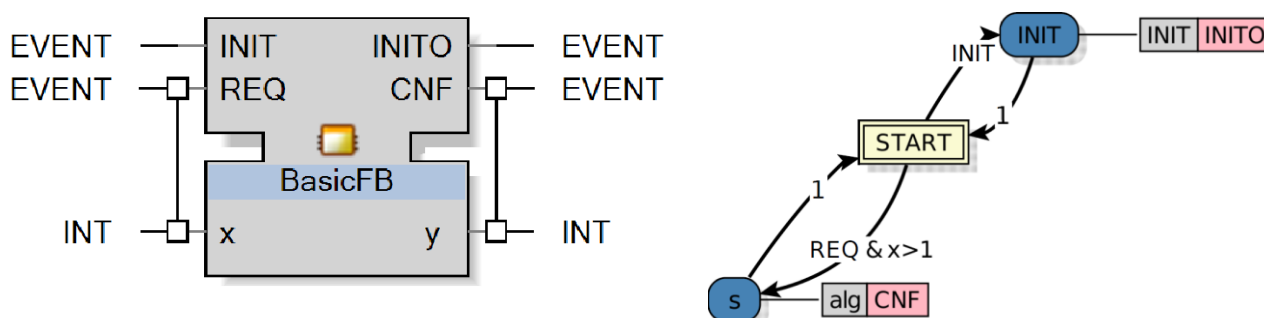 EVENT INIT INITO EVENT
EVENT REQ CNF EVENT
BasicFB
INT x y INT
INIT INIT INITO
INIT
1
START
1
REQ & x>1
s alg CNF